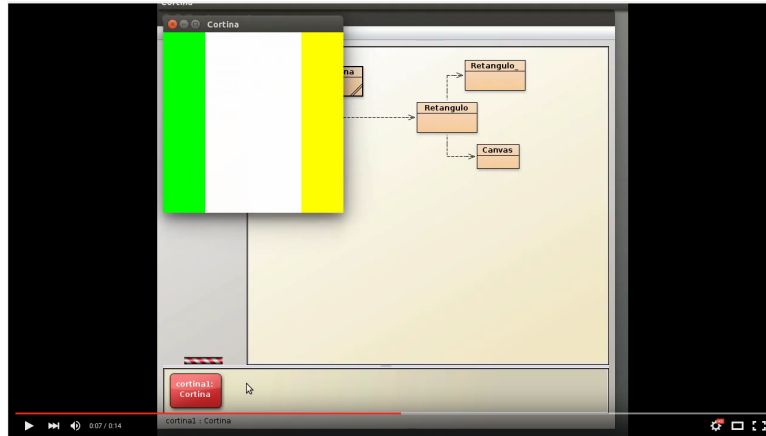 Cortina
Cortina
na
Retangulo_
Retangulo
Canvas
cortina1:
Cortina
cortina1 : Cortina
0:07 / 0:14